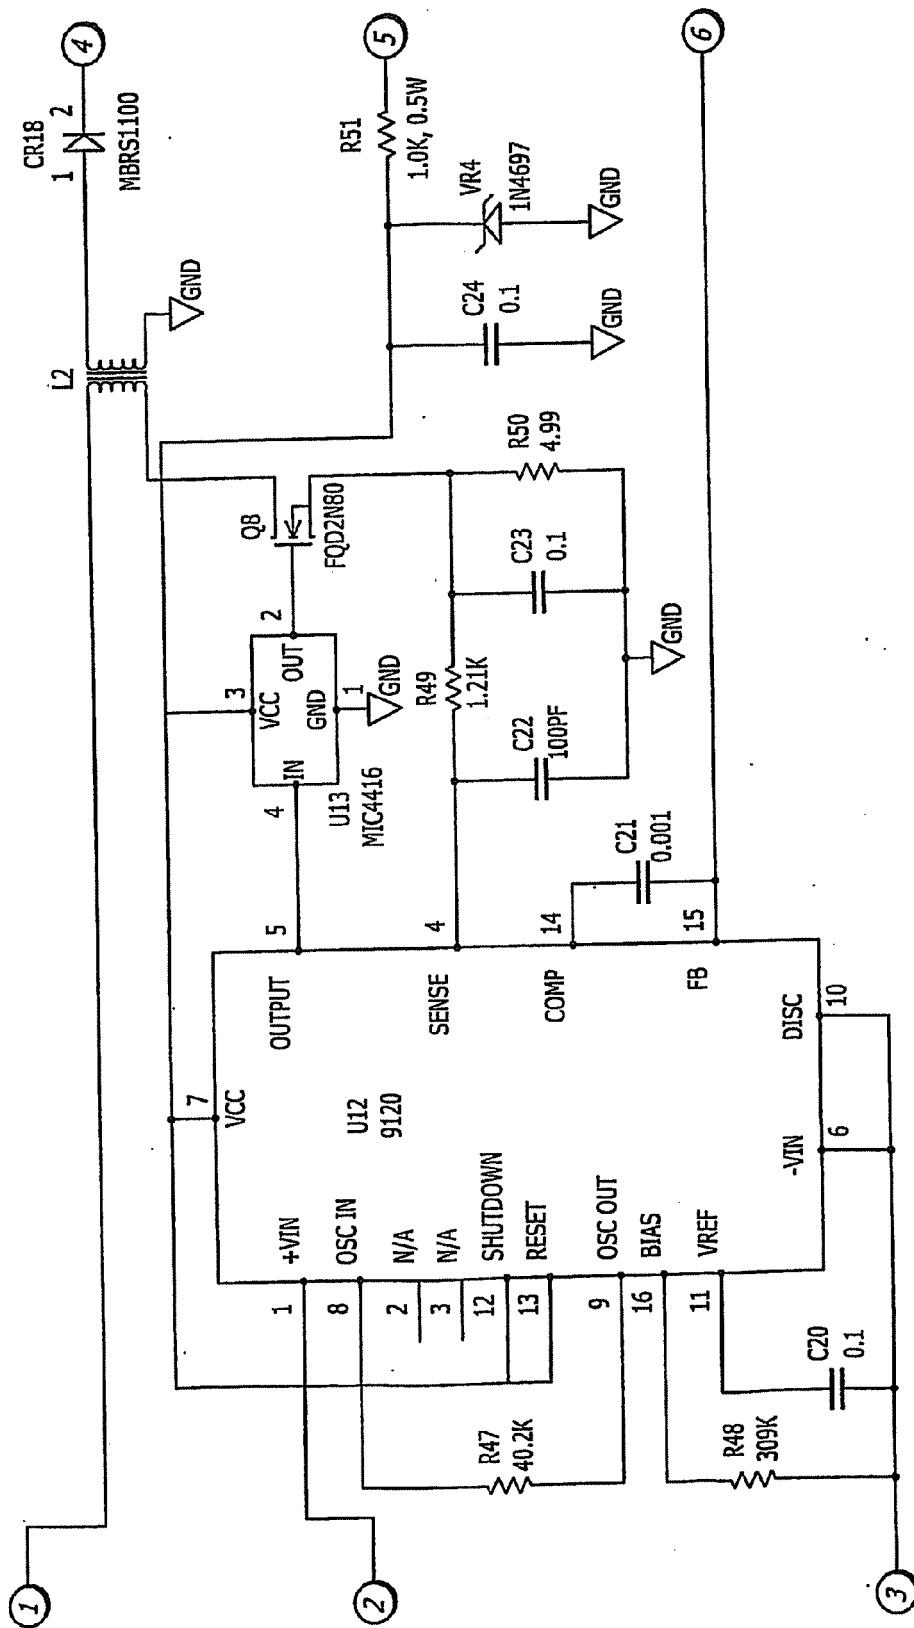 1
L2
1
CR18
2
MBRS1100
4
GND
2
+VIN
1
OSC IN
8
N/A
2
N/A
3
SHUTDOWN
12
RESET
13
OSC OUT
9
BIAS
16
VREF
11
7
VCC
U12
9120
OUTPUT
5
SENSE
4
COMP
14
FB
15
DISC
10
-VIN
6
R47
40.2K
R48
309K
C20
0.1
3
4
IN
3
VCC
OUT
2
GND
1
GND
U13
MIC4416
Q8
FQD2N80
R49
1.21K
C22
100PF
C23
0.1
R50
4.99
GND
C21
0.001
C24
0.1
GND
VR4
1N4697
GND
R51
1.0K, 0.5W
5
6